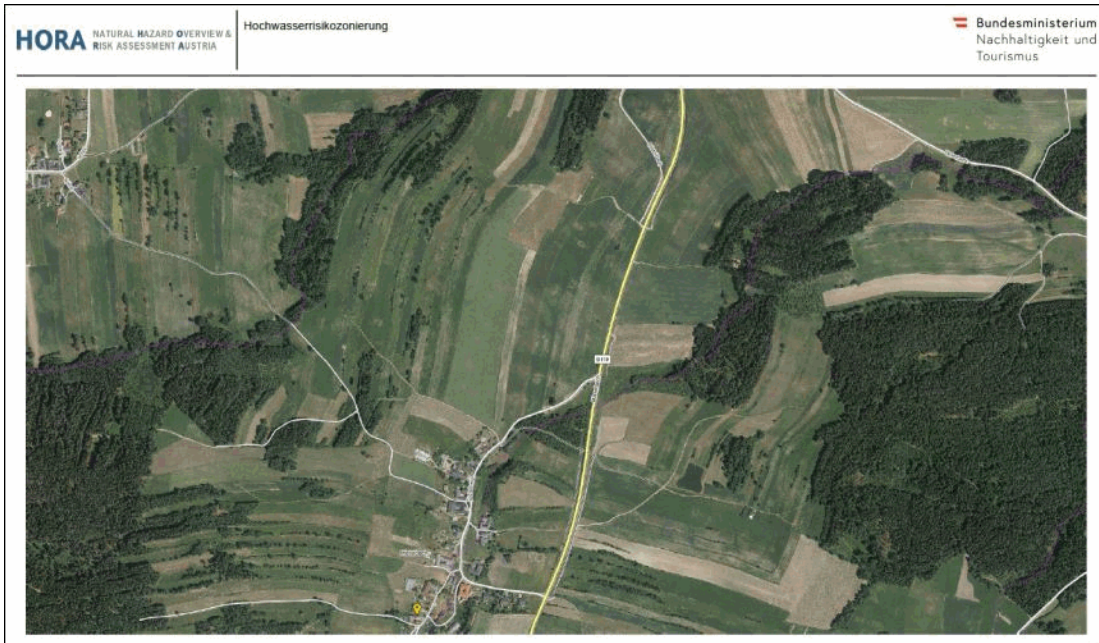 HORA
NATURAL HAZARD OVERVIEW &
RISK ASSESSMENT AUSTRIA
Hochwasserrisikozonierung
Bundesministerium
Nachhaltigkeit und
Tourismus